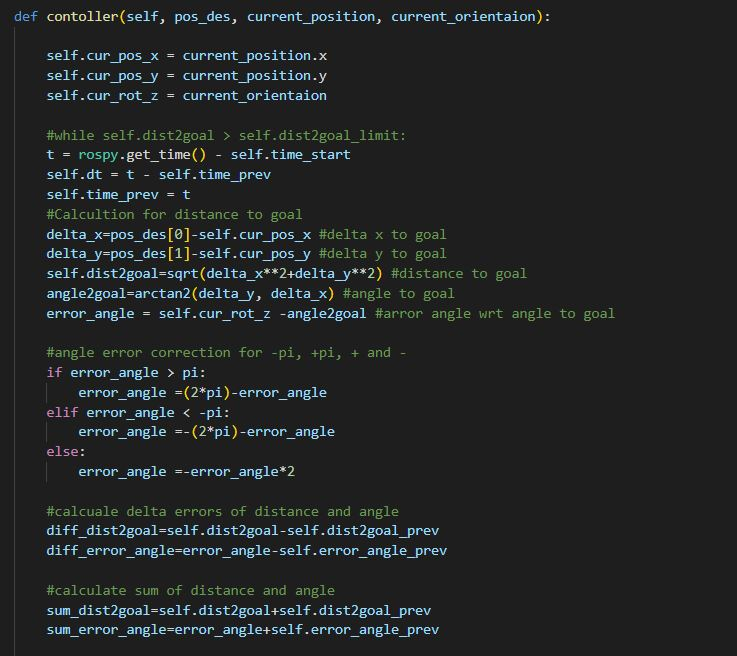 def contoller(self, pos_des, current_position, current_orientaion):
self.cur_pos_x = current_position.x
self.cur_pos_y = current_position.y
self.cur_rot_z = current_orientaion
#while self.dist2goal > self.dist2goal_limit:
t = rospy.get_time() - self.time_start
self.dt = t - self.time_prev
self.time_prev = t
#Calcultion for distance to goal
delta_x=pos_des[0]-self.cur_pos_x #delta x to goal
delta_y=pos_des[1]-self.cur_pos_y #delta y to goal
self.dist2goal=sqrt(delta_x**2+delta_y**2) #distance to goal
angle2goal=arctan2(delta_y, delta_x) #angle to goal
error_angle = self.cur_rot_z -angle2goal #arror angle wrt angle to goal
#angle error correction for -pi, +pi, + and -
if error_angle > pi:
error_angle =(2*pi)-error_angle
elif error_angle < -pi:
error_angle =-(2*pi)-error_angle
else:
error_angle =-error_angle*2
#calcuale delta errors of distance and angle
diff_dist2goal=self.dist2goal-self.dist2goal_prev
diff_error_angle=error_angle-self.error_angle_prev
#calculate sum of distance and angle
sum_dist2goal=self.dist2goal+self.dist2goal_prev
sum_error_angle=error_angle+self.error_angle_prev